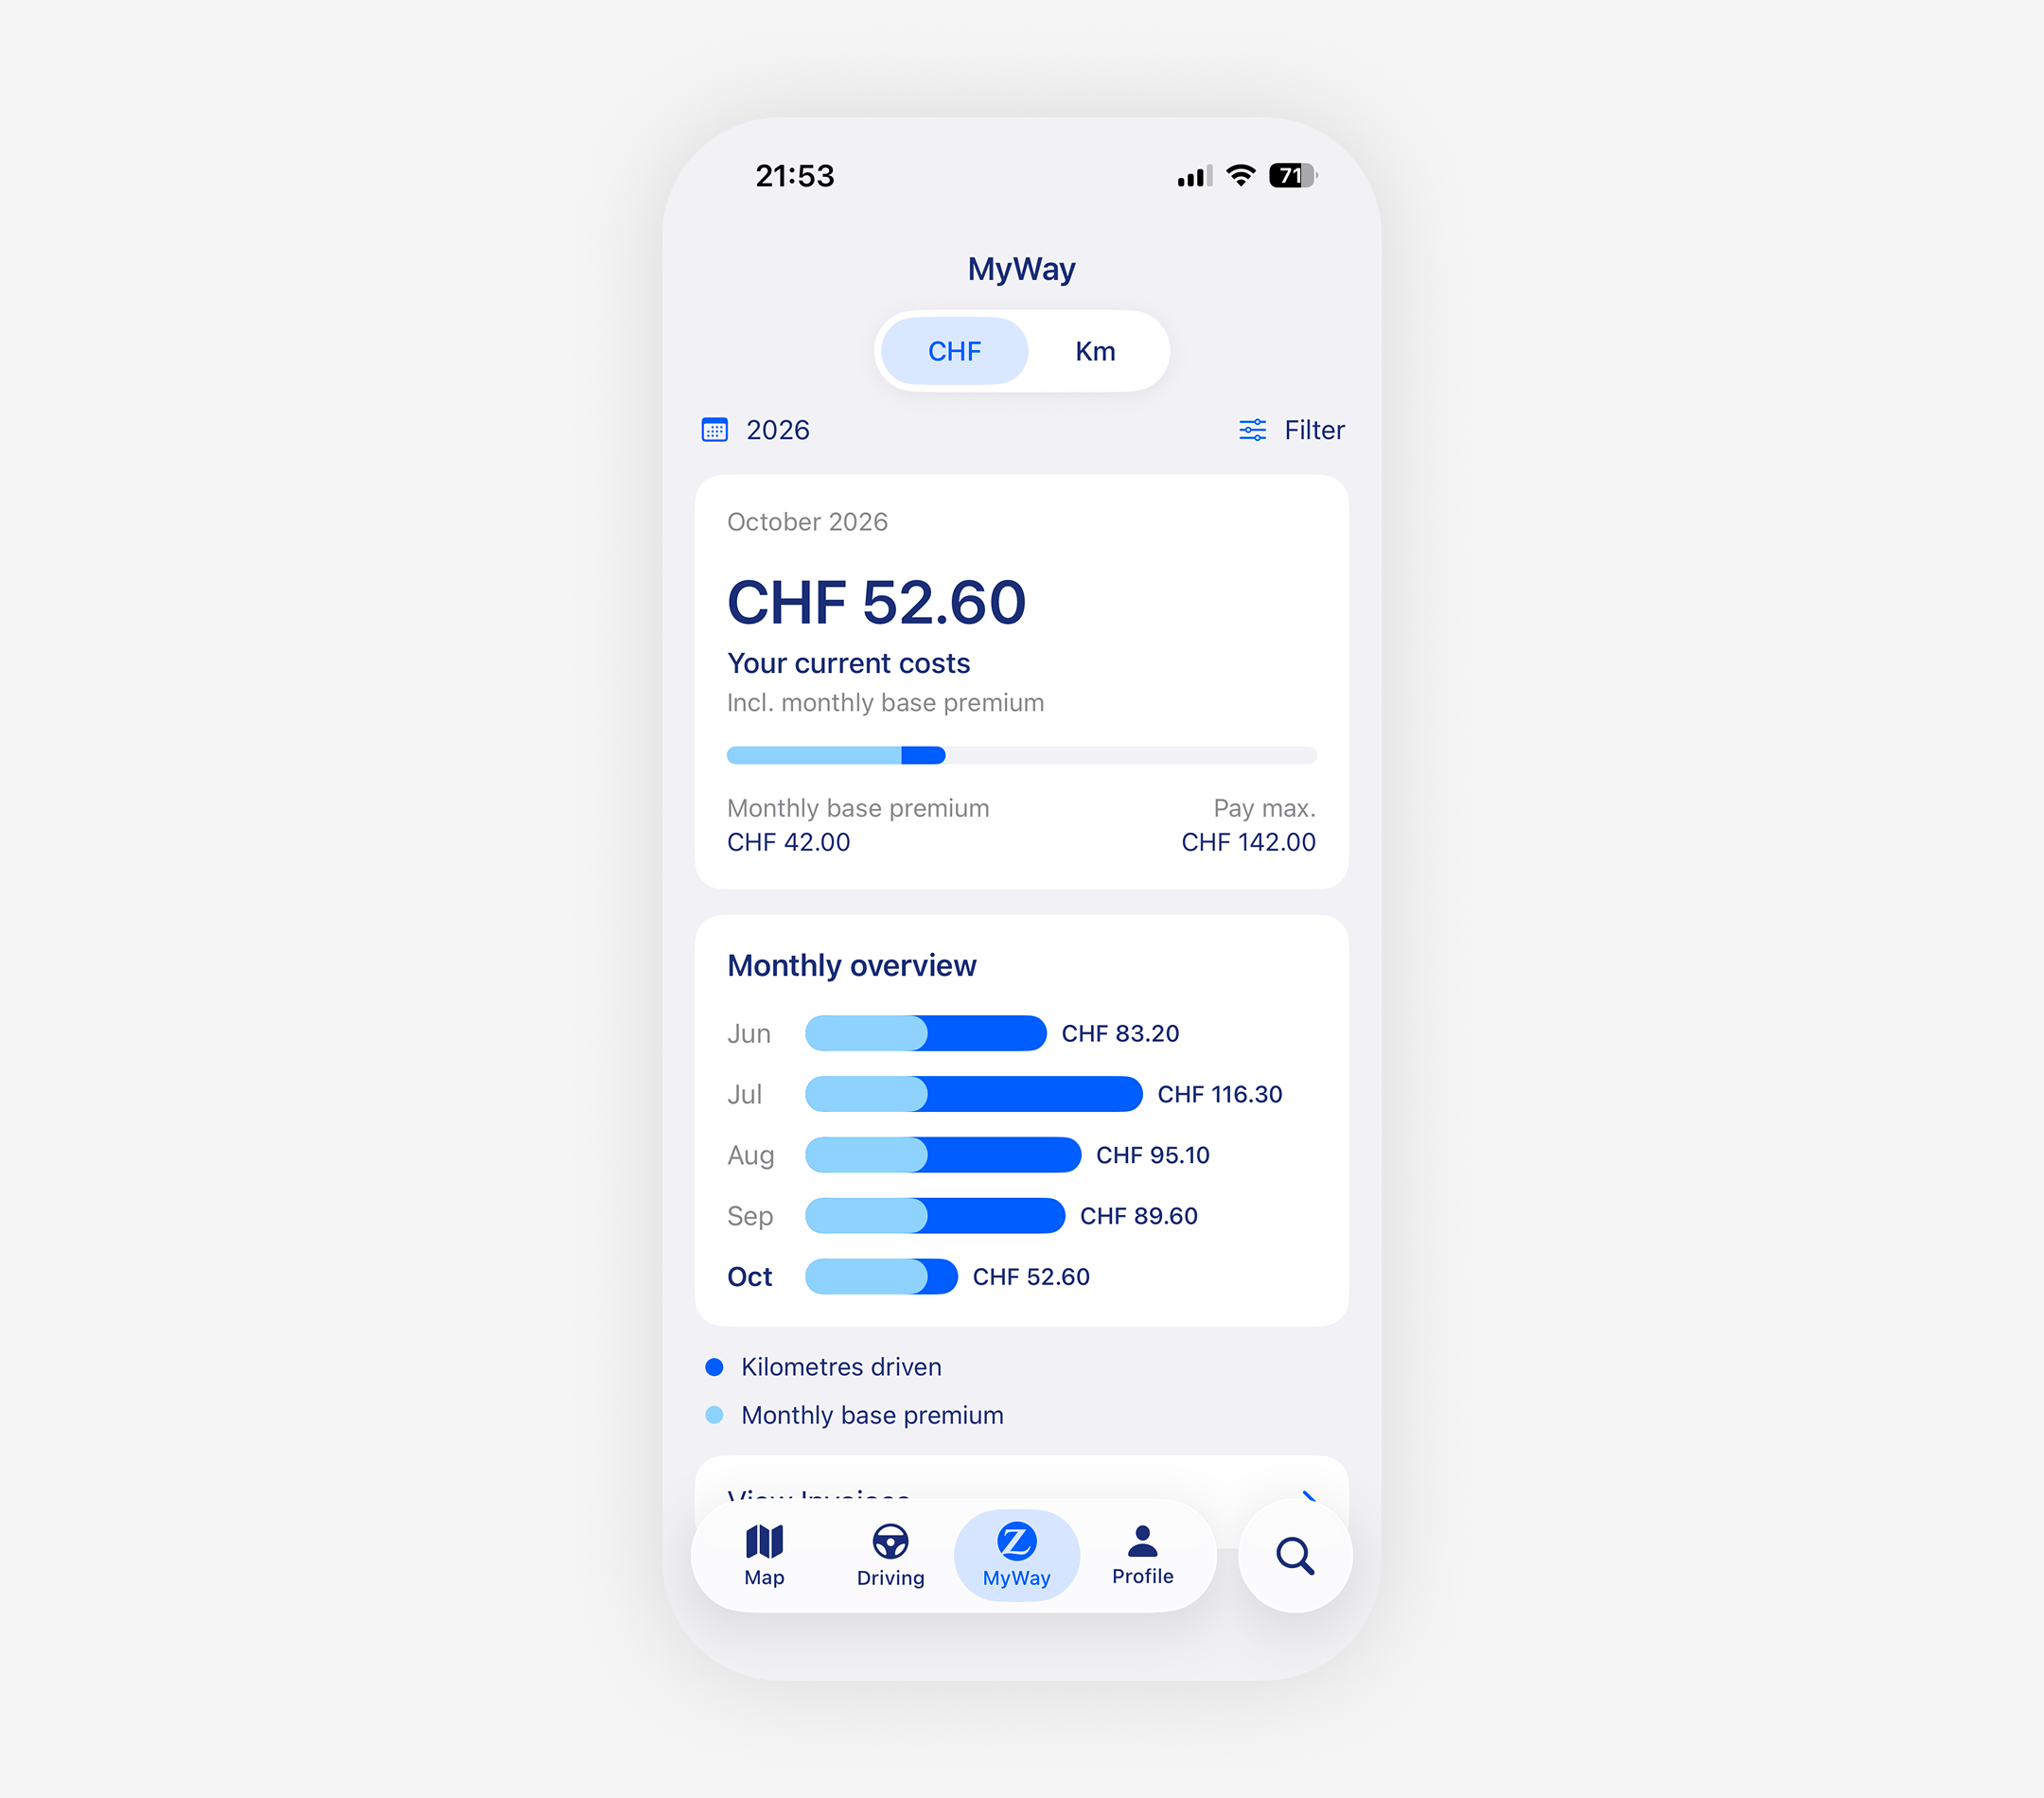 21:53
71
MyWay
CHF Km
2026 Filter
October 2026
CHF 52.60
Your current costs
Incl. monthly base premium
Monthly base premium Pay max.
CHF 42.00 CHF 142.00
Monthly overview
Jun CHF 83.20
Jul CHF 116.30
Aug CHF 95.10
Sep CHF 89.60
Oct CHF 52.60
Kilometres driven
Monthly base premium
View Invoices
Z
Map Driving MyWay Profile